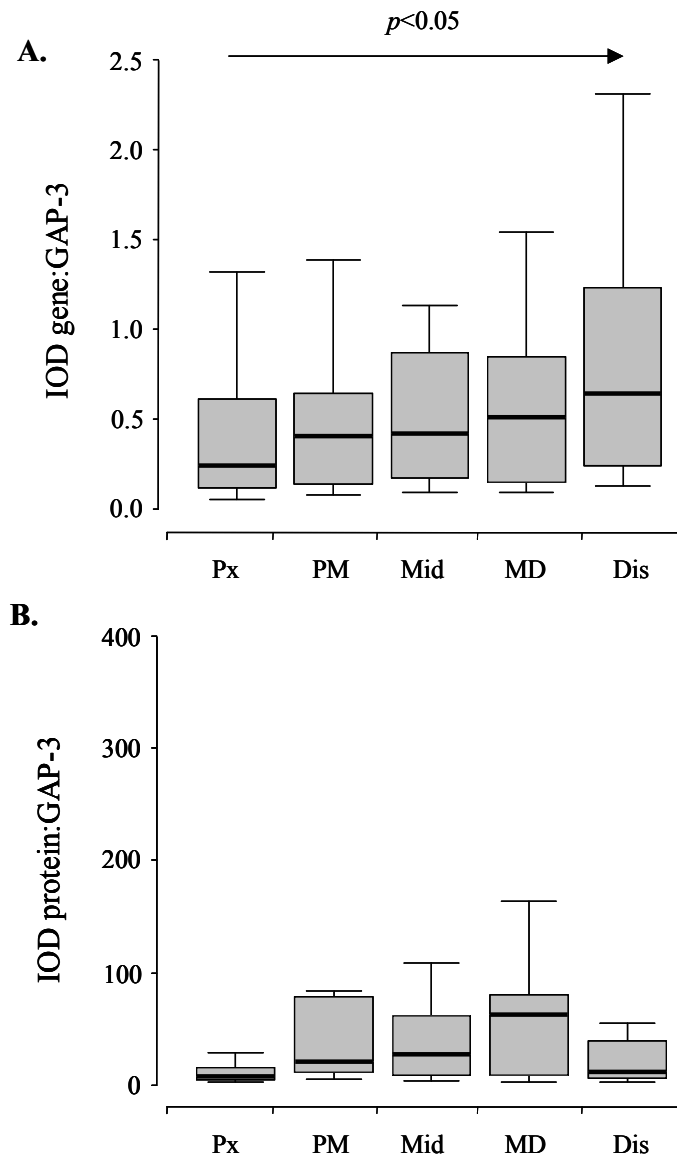 p<0.05
A.
2.5
2.0
1.5
1.0
0.5
0.0
IOD gene:GAP-3
Px PM Mid MD Dis
B.
400
300
200
100
0
IOD protein:GAP-3
Px PM Mid MD Dis